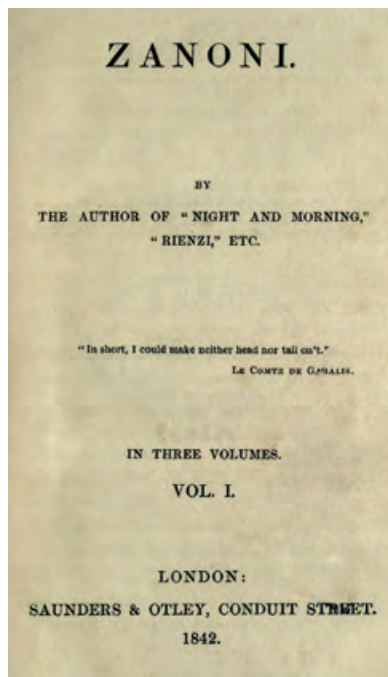 ZANONI.
BY
THE AUTHOR OF “NIGHT AND MORNING,”
“RIENZI,” ETC.
“In short, I could make neither head nor tail on't.”
LE COMTE DE GABALIS.
IN THREE VOLUMES.
VOL. I.
LONDON:
SAUNDERS & OTLEY, CONDUIT STREET.
1842.